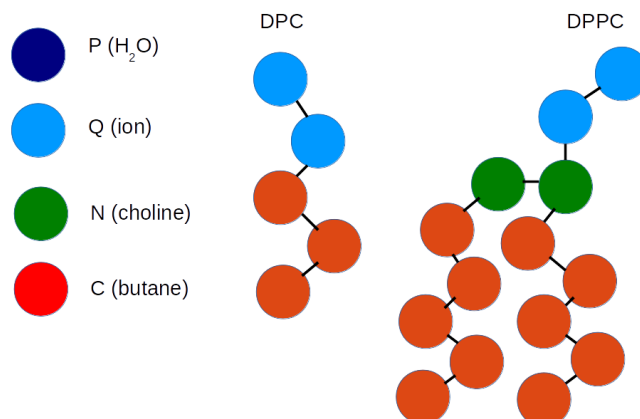 DPC
DPPC
P (H₂O)
Q (ion)
N (choline)
C (butane)